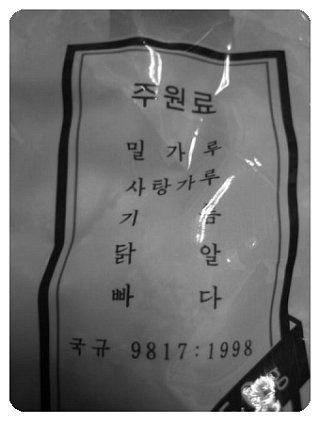 주원료
밀 가 루
사탕가루
기 름
닭 알
빠 다
국규 9817:1998